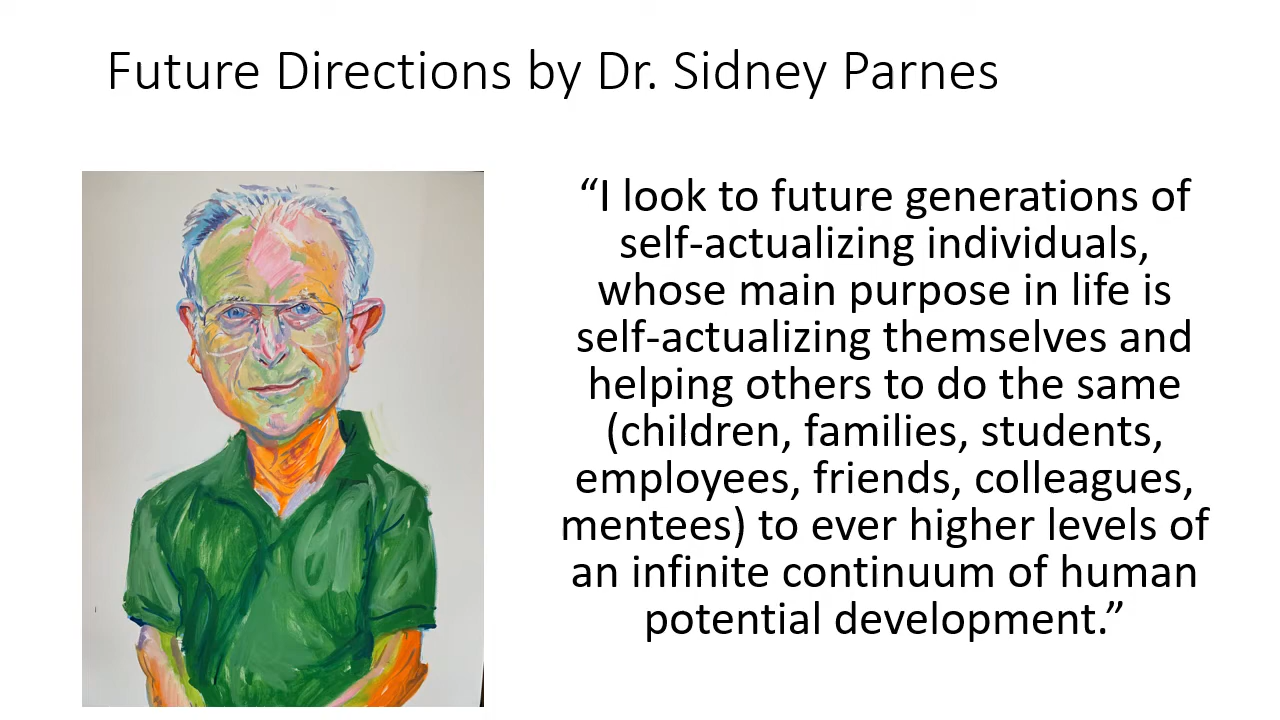 Future Directions by Dr. Sidney Parnes
“I look to future generations of
self-actualizing individuals,
whose main purpose in life is
self-actualizing themselves and
helping others to do the same
(children, families, students,
employees, friends, colleagues,
mentees) to ever higher levels of
an infinite continuum of human
potential development.”